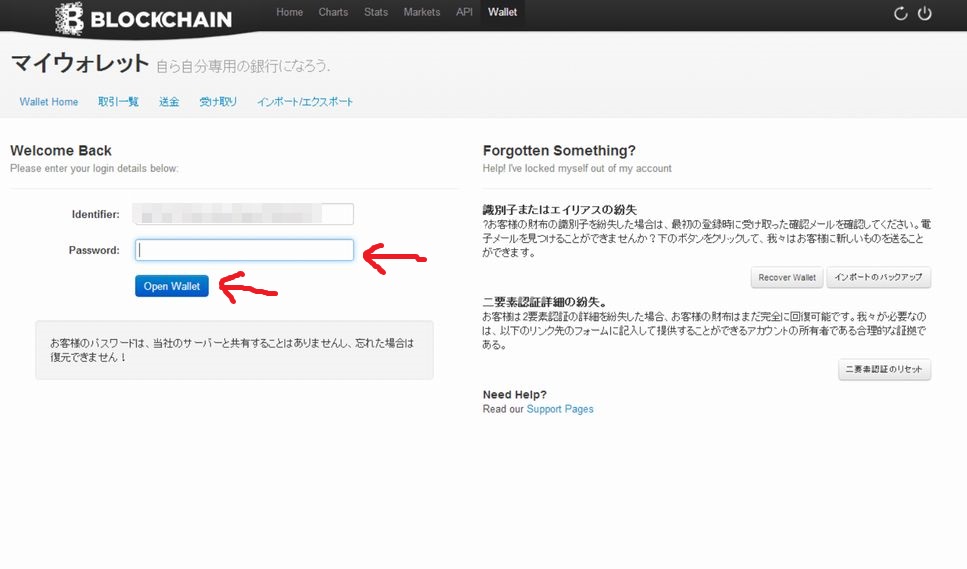 BLOCKCHAIN
Home Charts Stats Markets API Wallet
マイウォレット 自ら自分専用の銀行になろう.
Wallet Home 取引一覧 送金 受け取り インポート/エクスポート
Welcome Back
Please enter your login details below:
Identifier:
Password:
Open Wallet
お客様のパスワードは、当社のサーバーと共有することはありませんし、忘れた場合は
復元できません！
Forgotten Something?
Help! I've locked myself out of my account
識別子またはエイリアスの紛失
?お客様の財布の識別子を紛失した場合は、最初の登録時に受け取った確認メールを確認してください。電
子メールを見つけることができませんか？下のボタンをクリックして、我々はお客様に新しいものを送ること
ができます。
Recover Wallet インポートのバックアップ
二要素認証詳細の紛失。
お客様は2要素認証の詳細を紛失した場合、お客様の財布はまだ完全に回復可能です。我々が必要なの
は、以下のリンク先のフォームに記入して提供することができるアカウントの所有者である合理的な証拠で
ある。
二要素認証のリセット
Need Help?
Read our Support Pages